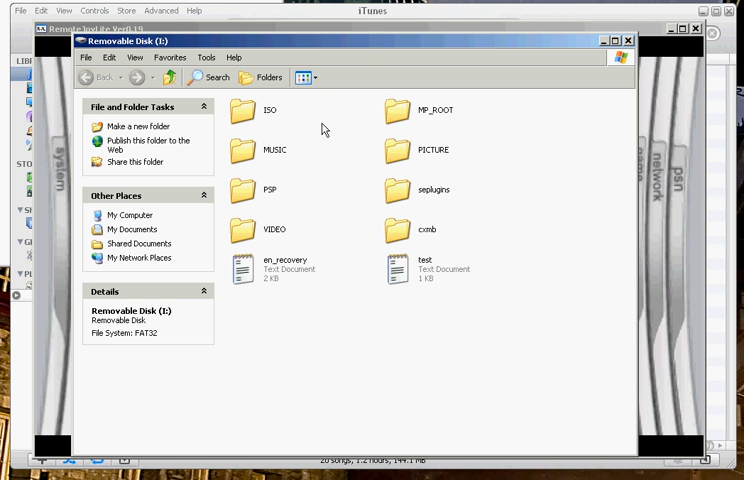 File Edit View Controls Store Advanced Help
iTunes
RemoteJoyLite Ver0.19
Removable Disk (I:)
File Edit View Favorites Tools Help
Back
Search
Folders
File and Folder Tasks
Make a new folder
Publish this folder to the
Web
Share this folder
Other Places
My Computer
My Documents
Shared Documents
My Network Places
Details
Removable Disk (I:)
Removable Disk
File System: FAT32
ISO
MP_ROOT
MUSIC
PICTURE
PSP
seplugins
VIDEO
cxmb
en_recovery
Text Document
2 KB
test
Text Document
1 KB
LIB
STO
system
network
psn
20 songs, 1.2 hours, 144.1 MB